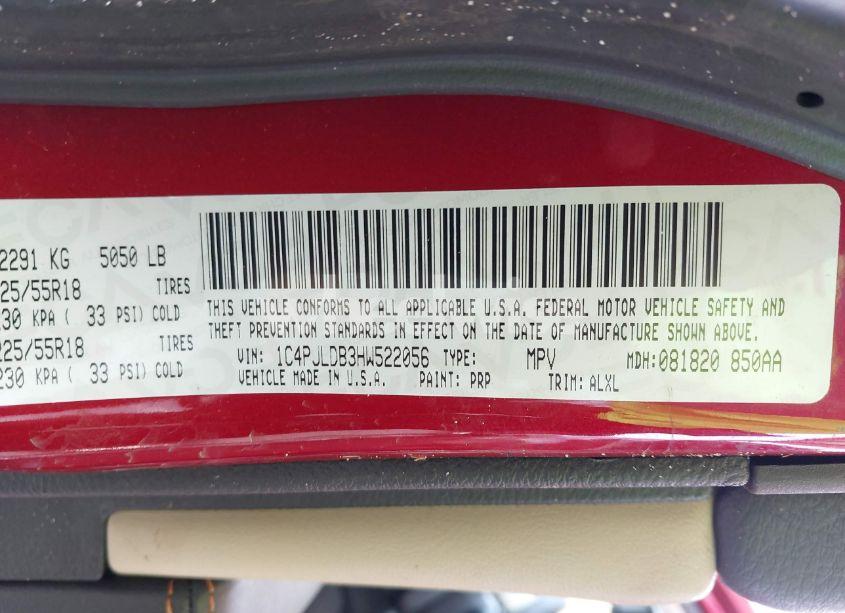 2291 KG 5050 LB
25/55R18 TIRES
230 KPA ( 33 PSI) COLD
225/55R18 TIRES
230 KPA ( 33 PSI) COLD
THIS VEHICLE CONFORMS TO ALL APPLICABLE U.S.A. FEDERAL MOTOR VEHICLE SAFETY AND
THEFT PREVENTION STANDARDS IN EFFECT ON THE DATE OF MANUFACTURE SHOWN ABOVE.
VIN: 1C4PJLDB3HW522056 TYPE: MPV MDH: 081820 850AA
VEHICLE MADE IN U.S.A. PAINT: PRP TRIM: ALXL